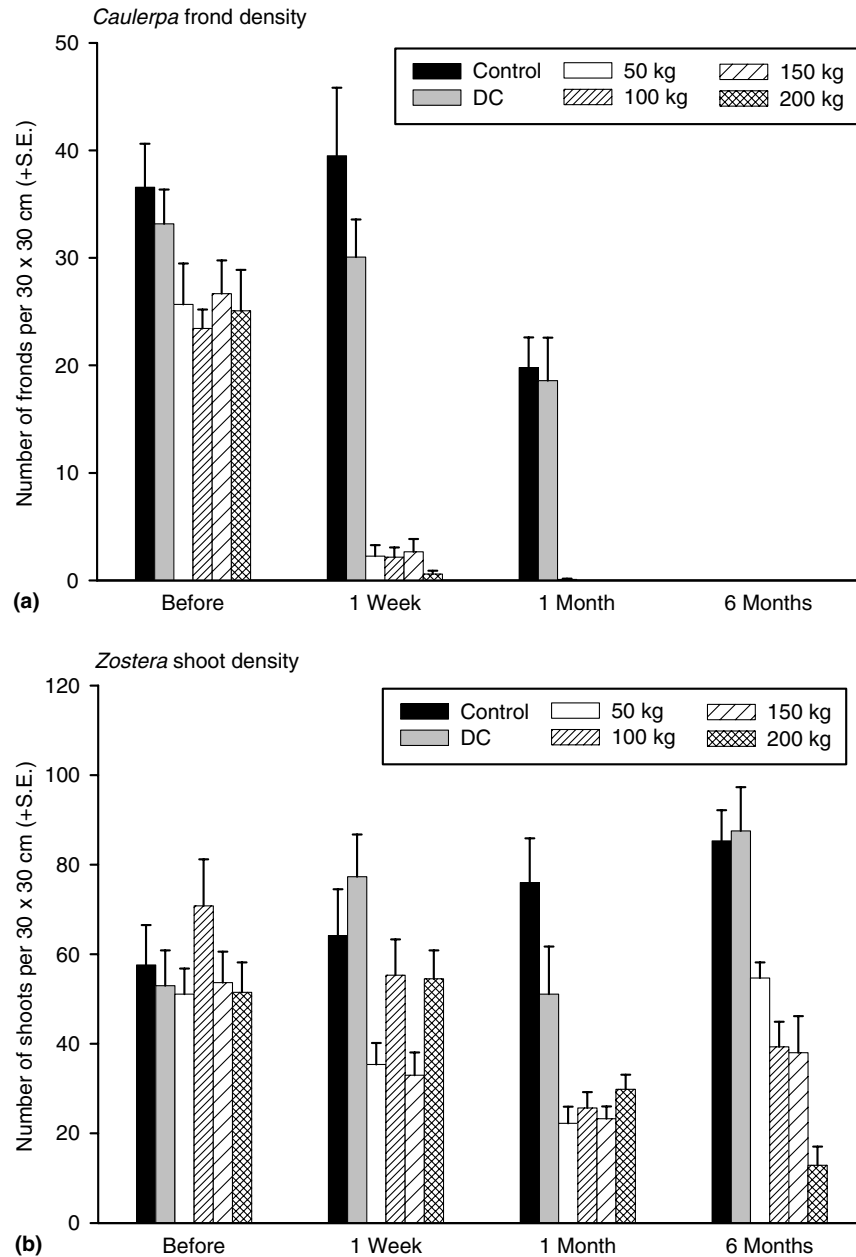 Caulerpa frond density
50
40
30
20
10
0
Number of fronds per 30 x 30 cm (+S.E.)
Control 50 kg 150 kg
DC 100 kg 200 kg
(a)
Before 1 Week 1 Month 6 Months
Zostera shoot density
120
100
80
60
40
20
0
Number of shoots per 30 x 30 cm (+S.E.)
Control 50 kg 150 kg
DC 100 kg 200 kg
(b)
Before 1 Week 1 Month 6 Months